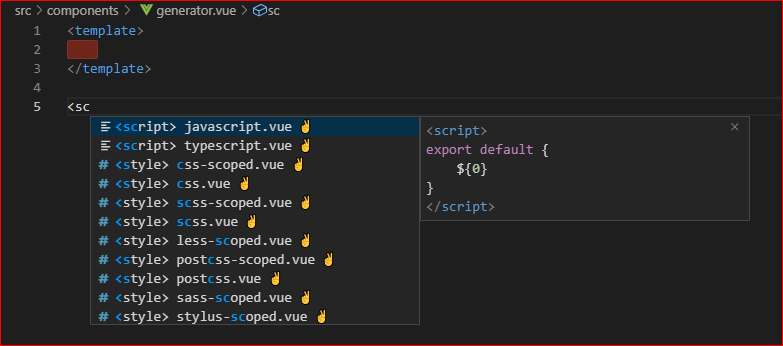 src > components > generator.vue > sc
1 <template>
2
3 </template>
4
5 <sc
<script> javascript.vue ✌
<script> typescript.vue ✌
# <style> css-scoped.vue ✌
# <style> css.vue ✌
# <style> scss-scoped.vue ✌
# <style> scss.vue ✌
# <style> less-scoped.vue ✌
# <style> postcss-scoped.vue ✌
# <style> postcss.vue ✌
# <style> sass-scoped.vue ✌
# <style> stylus-scoped.vue ✌
<script>
export default {
    ${0}
}
</script>